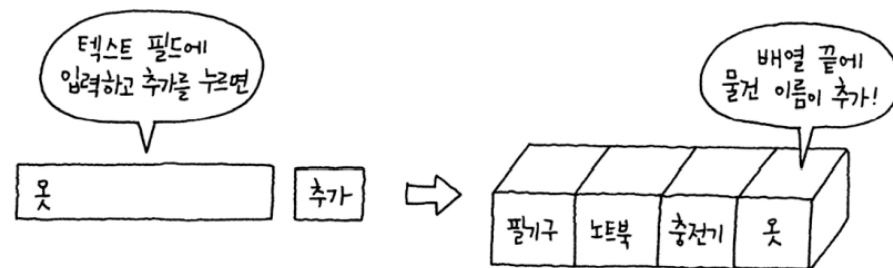 텍스트 필드에
입력하고 추가를 누르면
배열 끝에
물건 이름이 추가!
옷
추가
필기구
노트북
충전기
옷